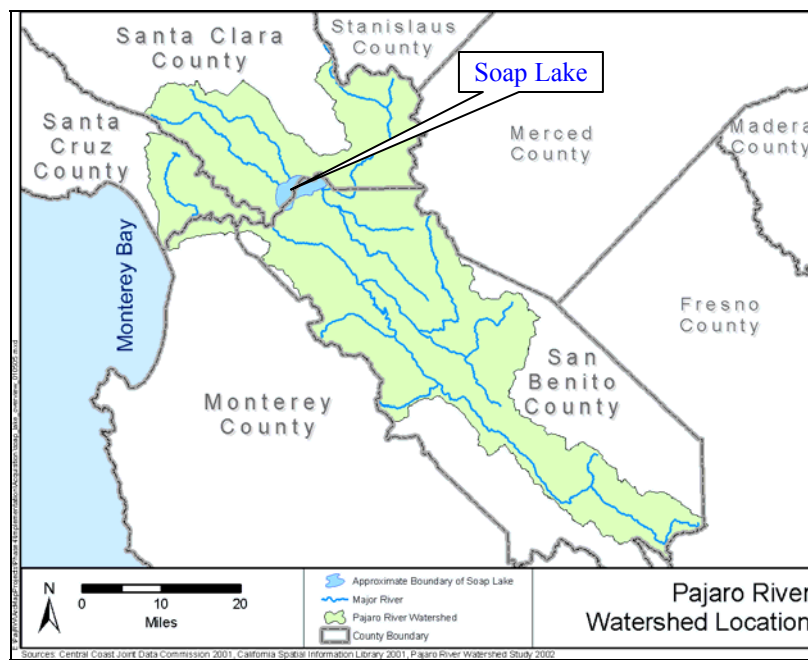 Santa Clara
County
Stanislaus
County
Soap Lake
Santa
Cruz
County
Merced
County
Madera
County
Monterey Bay
Fresno
County
San
Benito
County
Monterey
County
N
0 10 20
Miles
Approximate Boundary of Soap Lake
Major River
Pajaro River Watershed
County Boundary
Pajaro River
Watershed Location
Sources: Central Coast Joint Data Commission 2001, California Spatial Information Library 2001, Pajaro River Watershed Study 2002